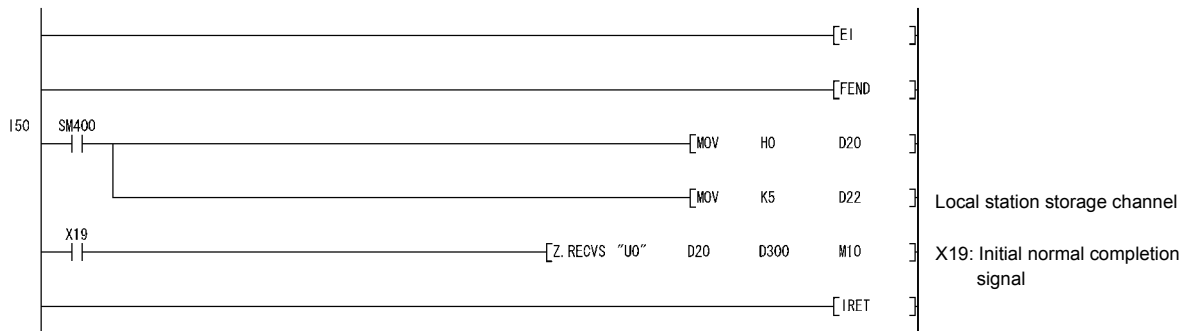 [EI ]
[FEND ]
I50 SM400 [MOV H0 D20 ]
[MOV K5 D22 ] Local station storage channel
X19 [Z.RECVS "U0" D20 D300 M10 ] X19: Initial normal completion
signal
[IRET ]